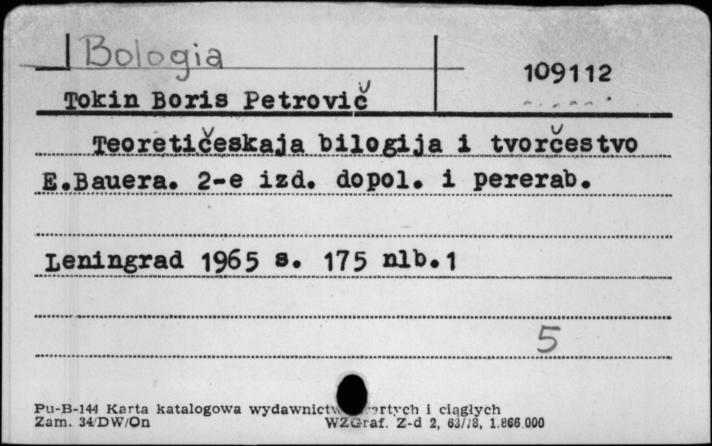 Bologia
109112
Tokin Boris Petrovič
Teoretičeskaja bilogija i tvorčestvo
E.Bauera. 2-e izd. dopol. i pererab.
Leningrad 1965 s. 175 nlb.1
5
Pu-B-144 Karta katalogowa wydawnictw i ciągłych
Zam. 34/DW/On WZGraf. Z-d 2, 63/78, 1.866.000